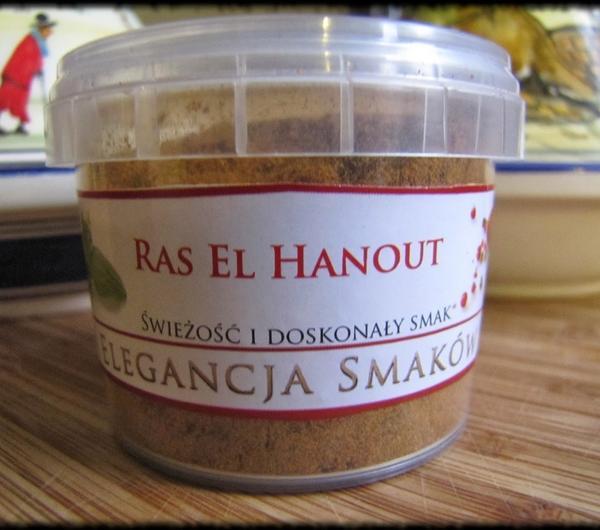 RAS EL HANOUT
ŚWIEŻOŚĆ I DOSKONAŁY SMAK
ELEGANCJA SMAKÓW